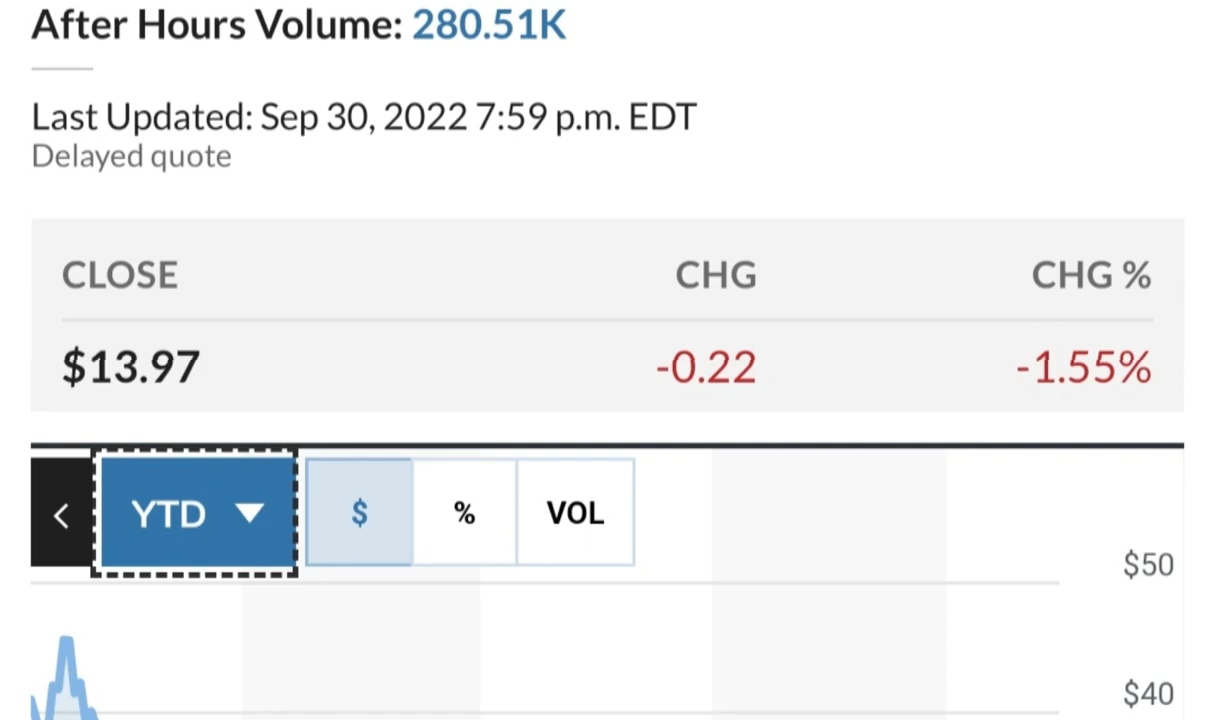 After Hours Volume: 280.51K
Last Updated: Sep 30, 2022 7:59 p.m. EDT
Delayed quote
CLOSE CHG CHG %
$13.97 -0.22 -1.55%
YTD $ % VOL
$50
$40